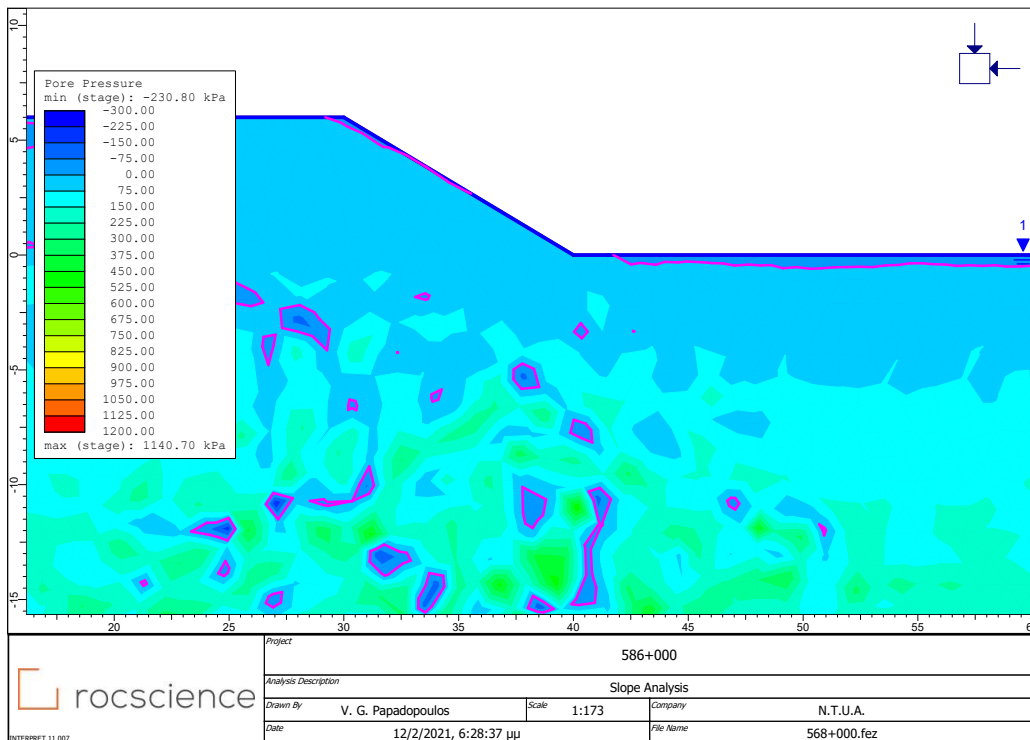 10
5
0
-5
-10
-15
Pore Pressure
min (stage): -230.80 kPa
-300.00
-225.00
-150.00
-75.00
0.00
75.00
150.00
225.00
300.00
375.00
450.00
525.00
600.00
675.00
750.00
825.00
900.00
975.00
1050.00
1125.00
1200.00
max (stage): 1140.70 kPa
1
20 25 30 35 40 45 50 55 6
rocscience
INTERPRET 11.007
Project
586+000
Analysis Description
Slope Analysis
Drawn By V. G. Papadopoulos Scale 1:173 Company N.T.U.A.
Date 12/2/2021, 6:28:37 μμ File Name 568+000.fez